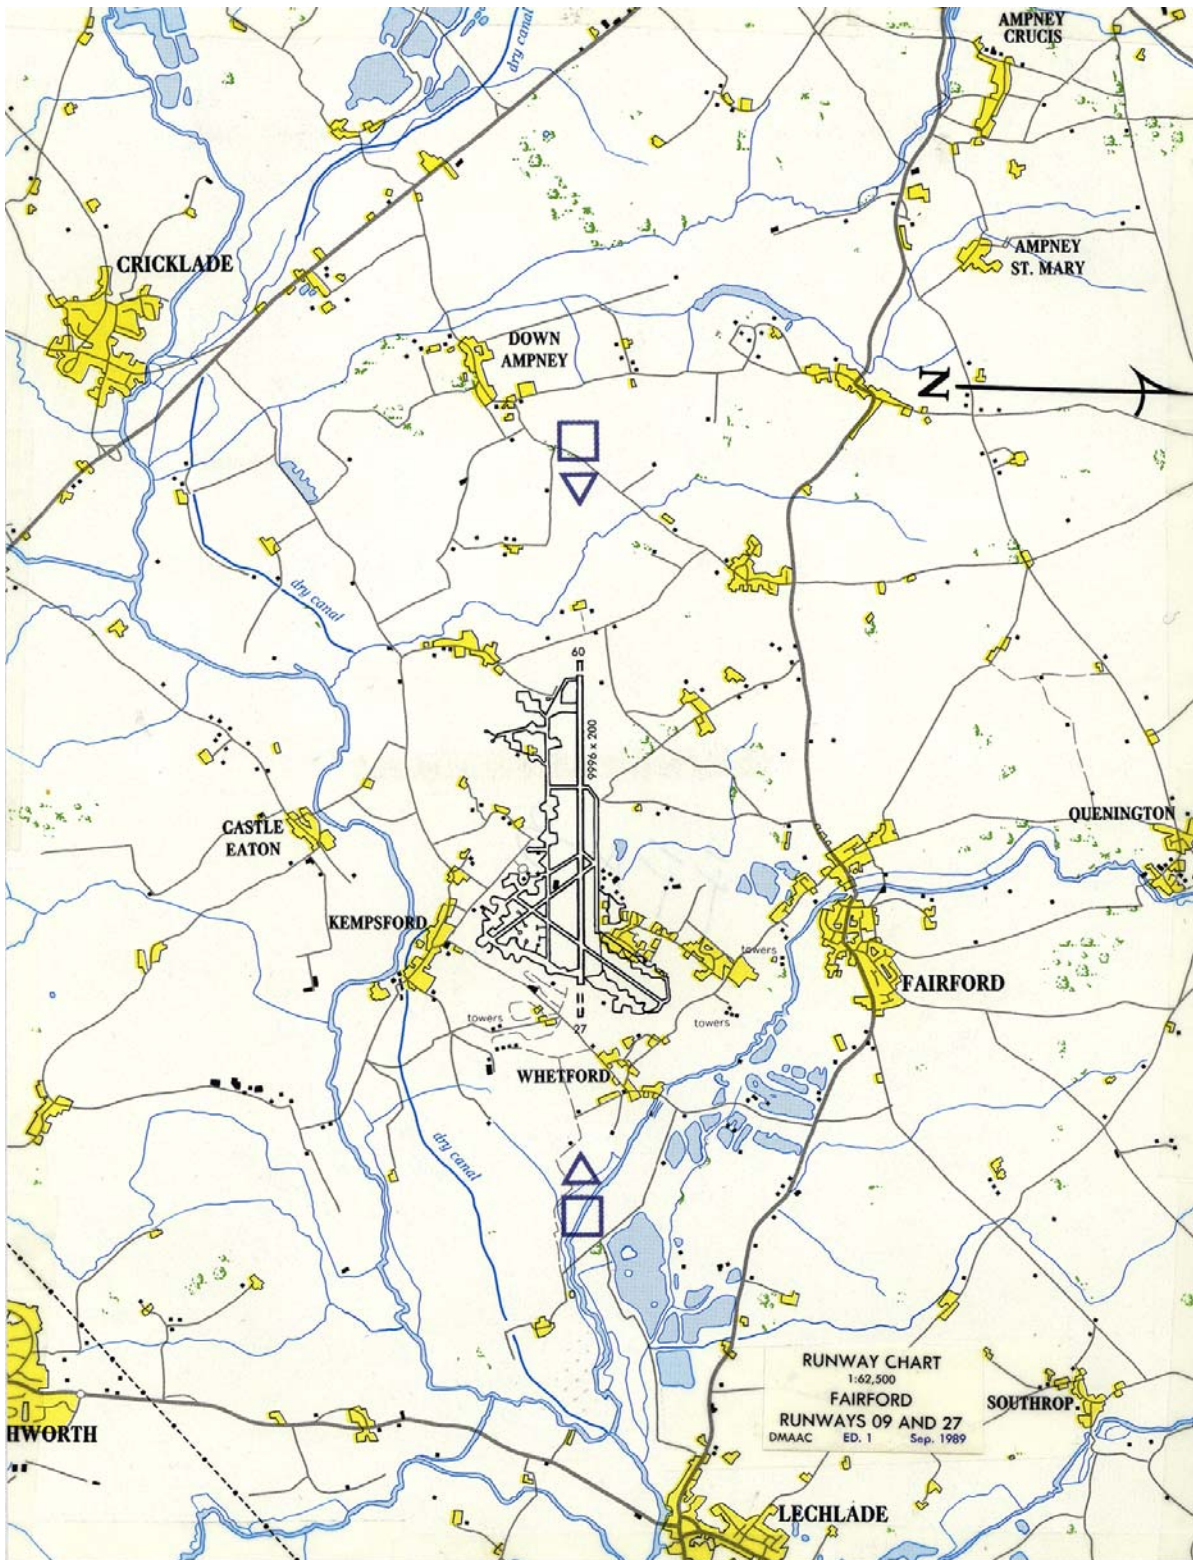 AMPNEY
CRUCIS
dry canal
CRICKLADE
AMPNEY
ST. MARY
DOWN
AMPNEY
N
dry canal
60
9996 x 200
QUENINGTON
CASTLE
EATON
KEMPSFORD
towers
FAIRFORD
towers
towers
27
WHETFORD
dry canal
RUNWAY CHART
1:62,500
FAIRFORD
RUNWAYS 09 AND 27
DMAAC ED. 1 Sep. 1989
SOUTHROP
HWORTH
LECHLADE